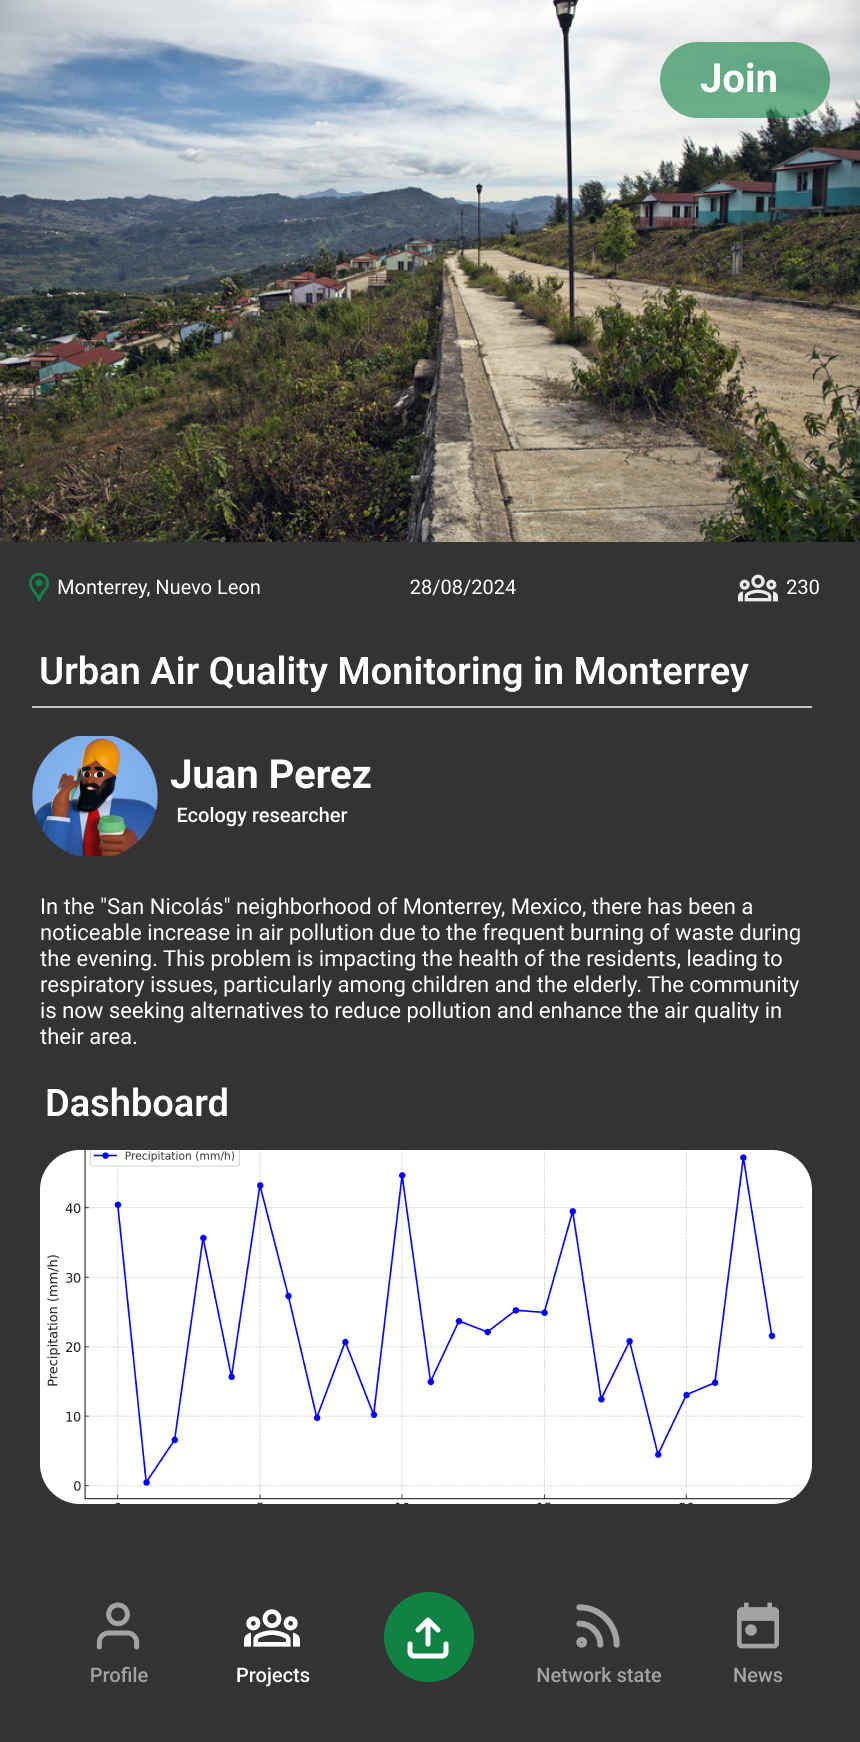 Join
Monterrey, Nuevo Leon
28/08/2024
230
Urban Air Quality Monitoring in Monterrey
Juan Perez
Ecology researcher
In the "San Nicolás" neighborhood of Monterrey, Mexico, there has been a
noticeable increase in air pollution due to the frequent burning of waste during
the evening. This problem is impacting the health of the residents, leading to
respiratory issues, particularly among children and the elderly. The community
is now seeking alternatives to reduce pollution and enhance the air quality in
their area.
Dashboard
Precipitation (mm/h)
Precipitation (mm/h)
40
30
20
10
0
Profile
Projects
Network state
News